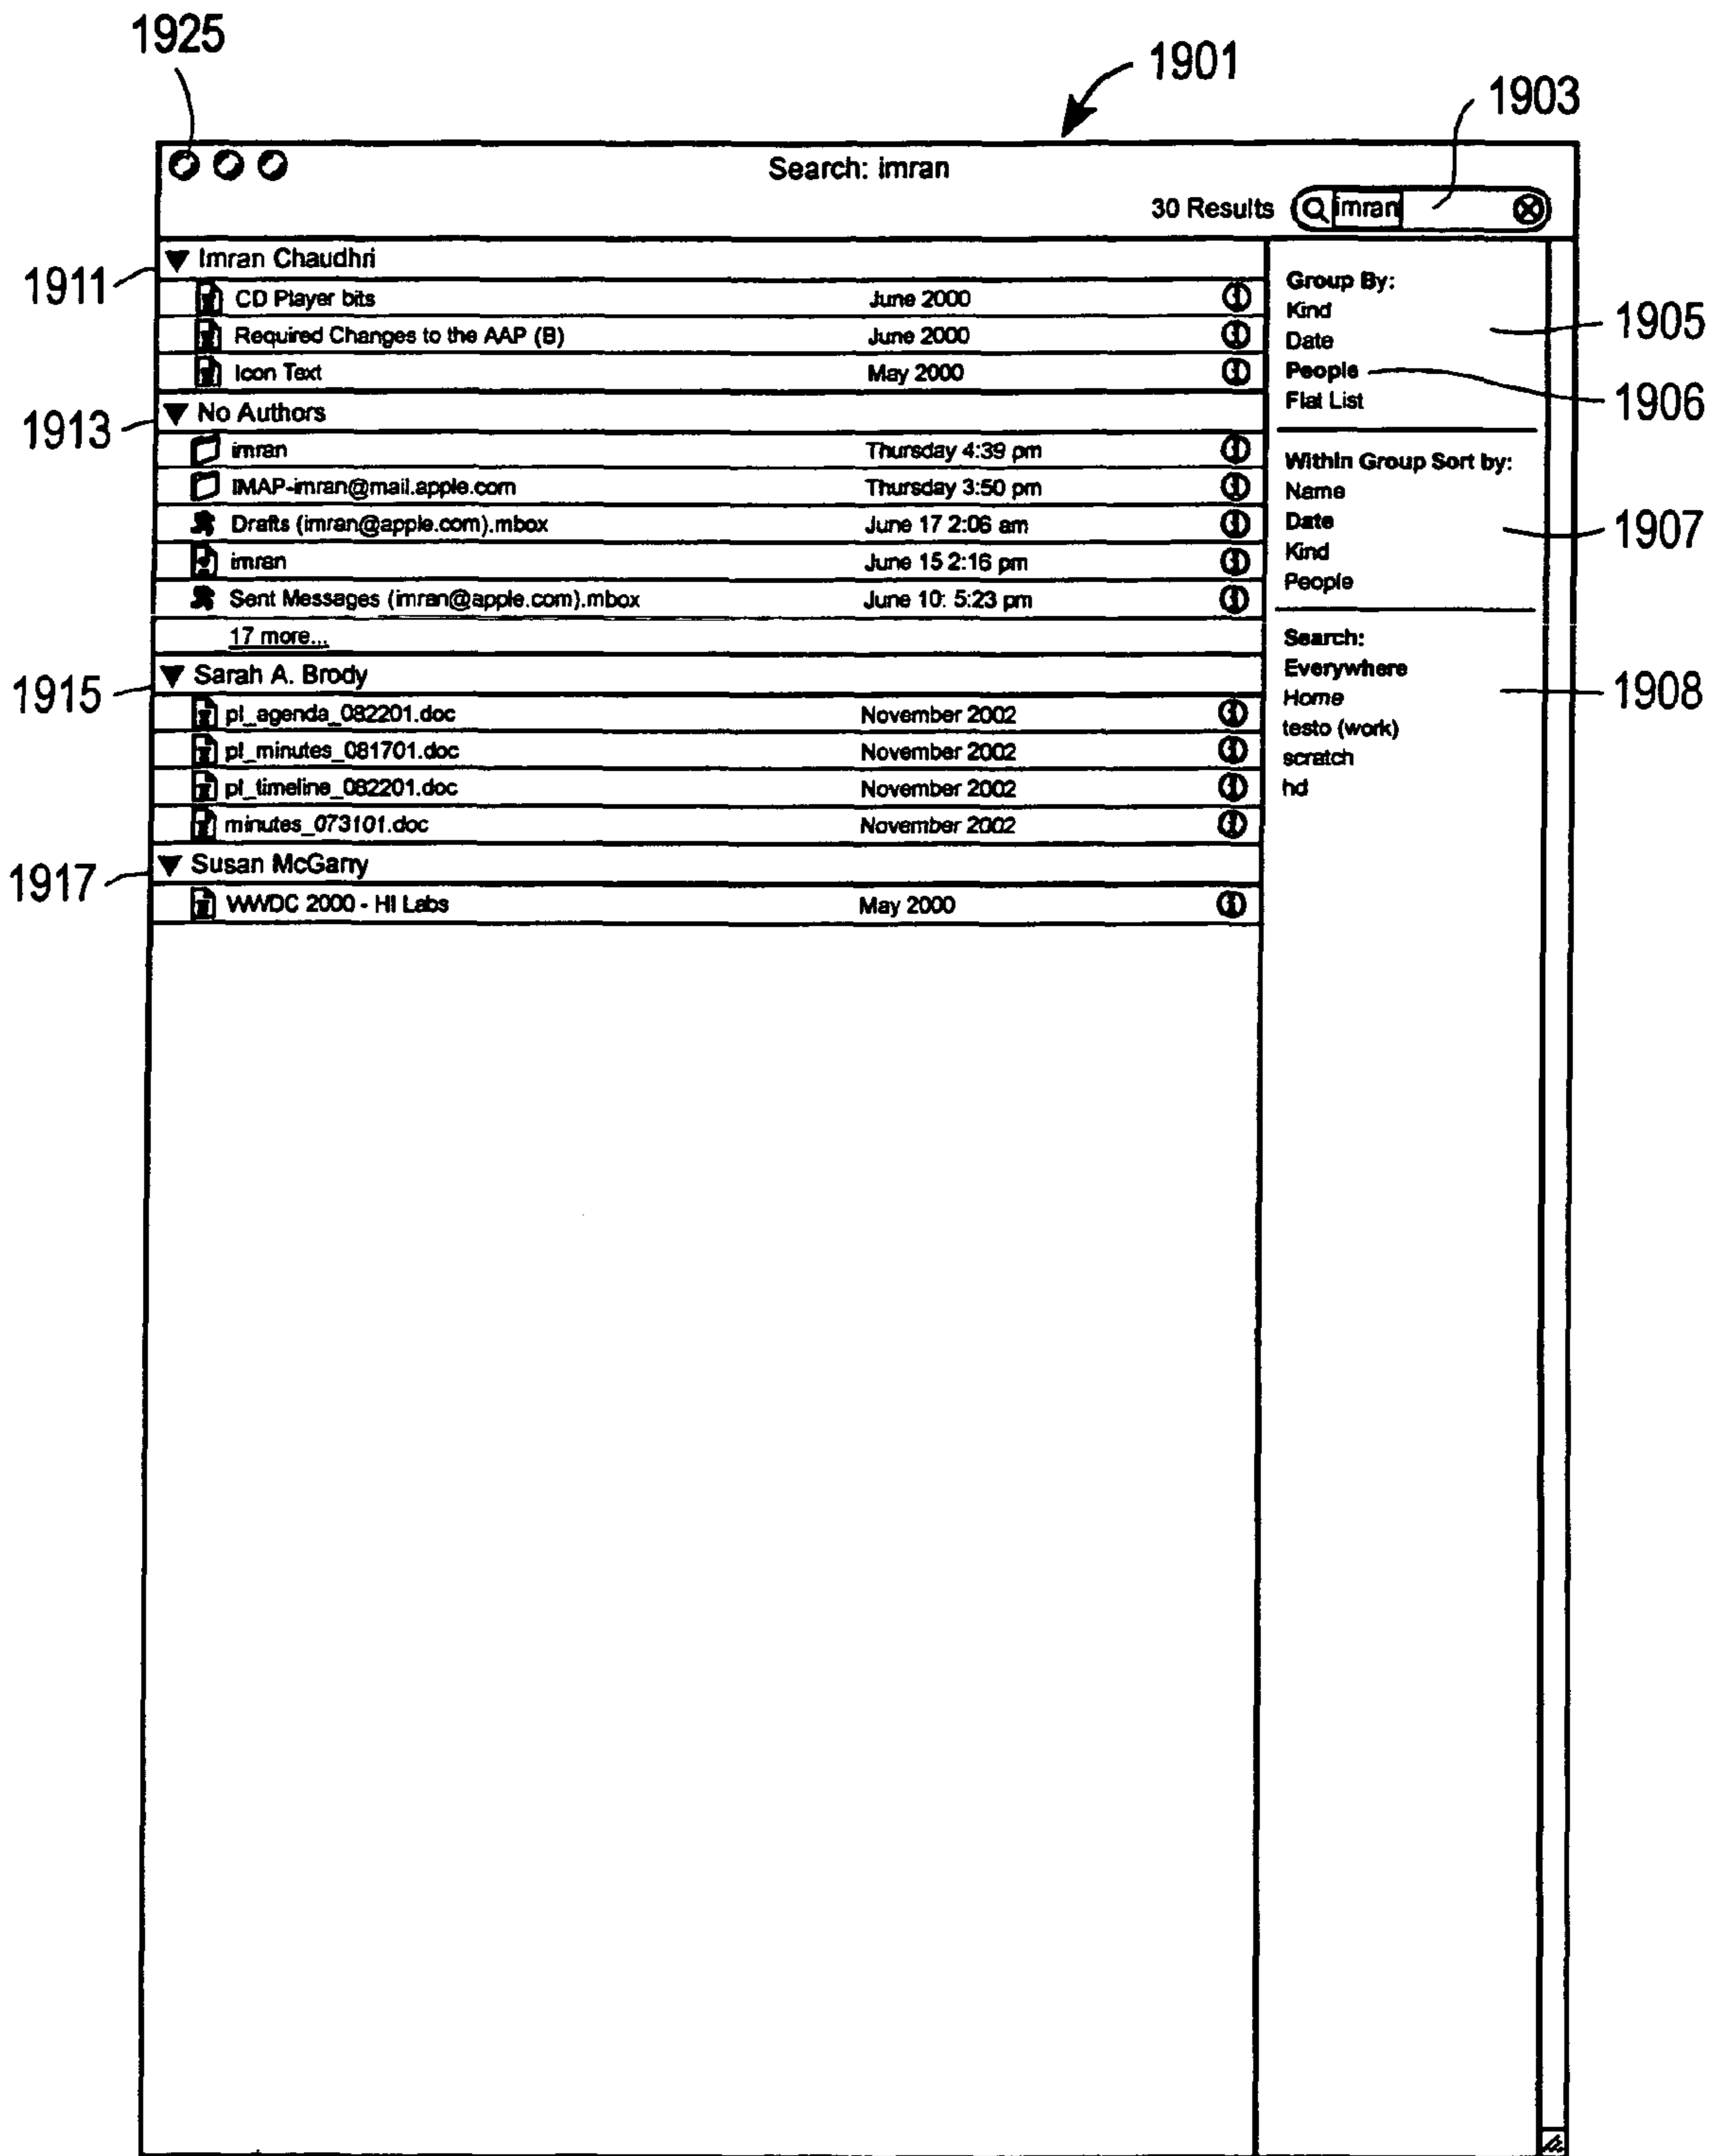 1925
1901
1903
Search: imran
30 Results imran
1911
Imran Chaudhri
CD Player bits June 2000
Required Changes to the AAP (B) June 2000
Icon Text May 2000
1913
No Authors
imran Thursday 4:39 pm
IMAP-imran@mail.apple.com Thursday 3:50 pm
Drafts (imran@apple.com).mbox June 17 2:06 am
imran June 15 2:16 pm
Sent Messages (imran@apple.com).mbox June 10: 5:23 pm
17 more...
1915
Sarah A. Brody
pl_agenda_082201.doc November 2002
pl_minutes_081701.doc November 2002
pl_timeline_082201.doc November 2002
minutes_073101.doc November 2002
1917
Susan McGarry
WWDC 2000 - HI Labs May 2000
Group By:
Kind
Date
People
Flat List
1905
1906
Within Group Sort by:
Name
Date
Kind
People
1907
Search:
Everywhere
Home
testo (work)
scratch
hd
1908